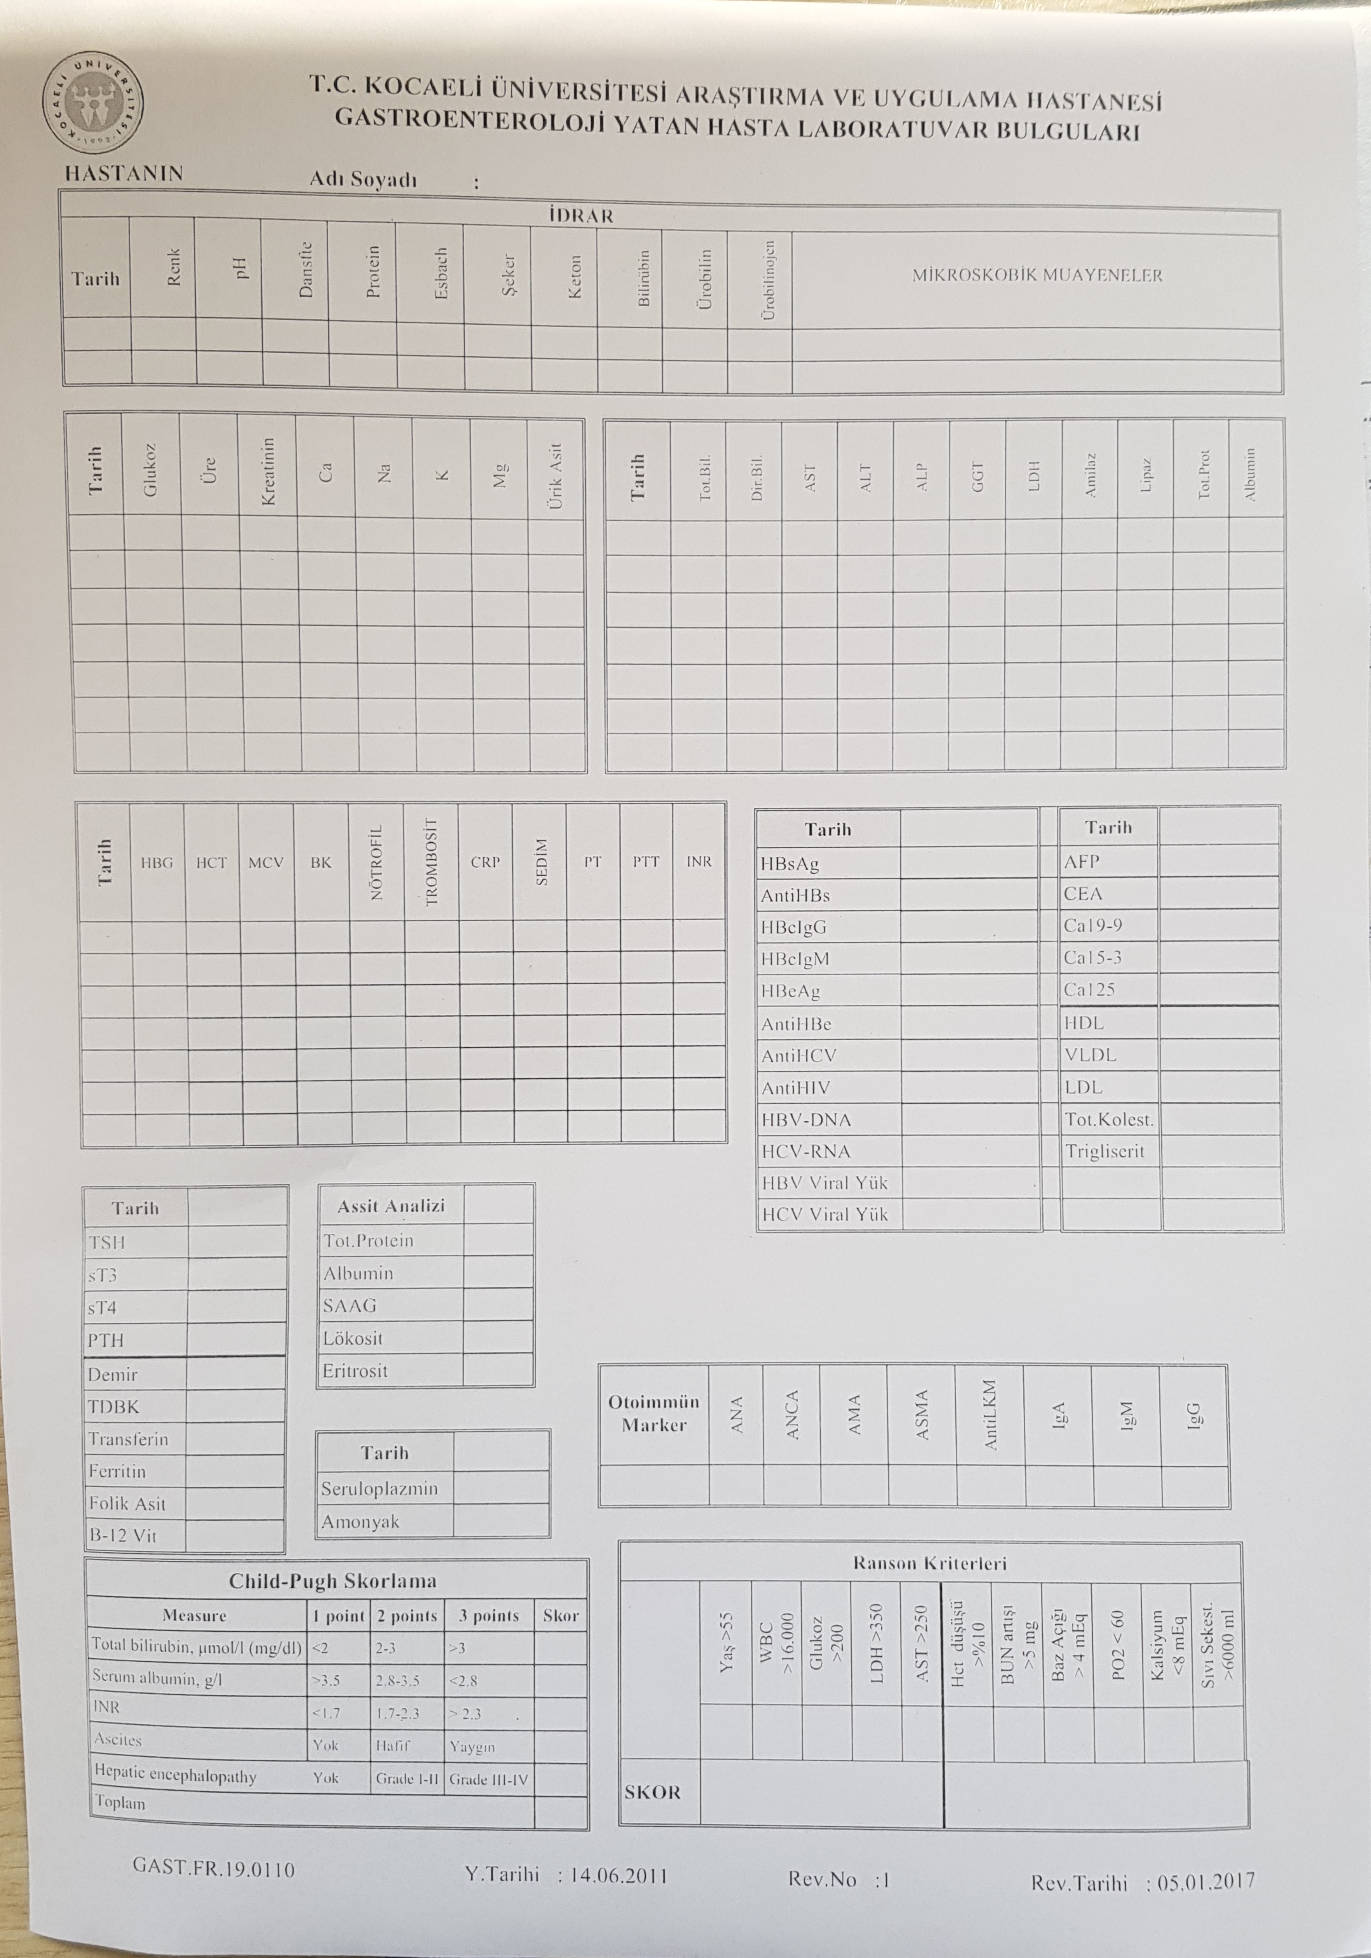 KOCAELİ ÜNİVERSİTESİ
T.C. KOCAELİ ÜNİVERSİTESİ ARAŞTIRMA VE UYGULAMA HASTANESİ
GASTROENTEROLOJİ YATAN HASTA LABORATUVAR BULGULARI
HASTANIN Adı Soyadı :
İDRAR
Tarih Renk pH Dansite Protein Esbach Şeker Keton Bilirübin Ürobilin Ürobilinojen MİKROSKOBİK MUAYENELER
Tarih Glukoz Üre Kreatinin Ca Na K Mg Ürik Asit
Tarih Tot.Bil. Dir.Bil. AST ALT ALP GGT LDH Amilaz Lipaz Tot.Prot Albumin
Tarih HBG HCT MCV BK NÖTROFİL TROMBOSİT CRP SEDİM PT PTT INR
Tarih Tarih
HBsAg AFP
AntiHBs CEA
HBcIgG Ca19-9
HBcIgM Ca15-3
HBeAg Ca125
AntiHBe HDL
AntiHCV VLDL
AntiHIV LDL
HBV-DNA Tot.Kolest.
HCV-RNA Trigliserit
HBV Viral Yük
HCV Viral Yük
Tarih
TSH
sT3
sT4
PTH
Demir
TDBK
Transferin
Ferritin
Folik Asit
B-12 Vit
Assit Analizi
Tot.Protein
Albumin
SAAG
Lökosit
Eritrosit
Tarih
Seruloplazmin
Amonyak
Otoimmün
Marker
ANA ANCA AMA ASMA AntiLKM IgA IgM IgG
Child-Pugh Skorlama
Measure 1 point 2 points 3 points Skor
Total bilirubin, µmol/l (mg/dl) <2 2-3 >3
Serum albumin, g/l >3.5 2.8-3.5 <2.8
INR <1.7 1.7-2.3 > 2.3
Ascites Yok Hafif Yaygın
Hepatic encephalopathy Yok Grade I-II Grade III-IV
Toplam
Ranson Kriterleri
Yaş >55
WBC
>16.000
Glukoz
>200
LDH >350
AST >250
Hct düşüşü
>%10
BUN artışı
>5 mg
Baz Açığı
> 4 mEq
PO2 < 60
Kalsiyum
<8 mEq
Sıvı Sekest.
>6000 ml
SKOR
GAST.FR.19.0110 Y.Tarihi : 14.06.2011 Rev.No :1 Rev.Tarihi : 05.01.2017